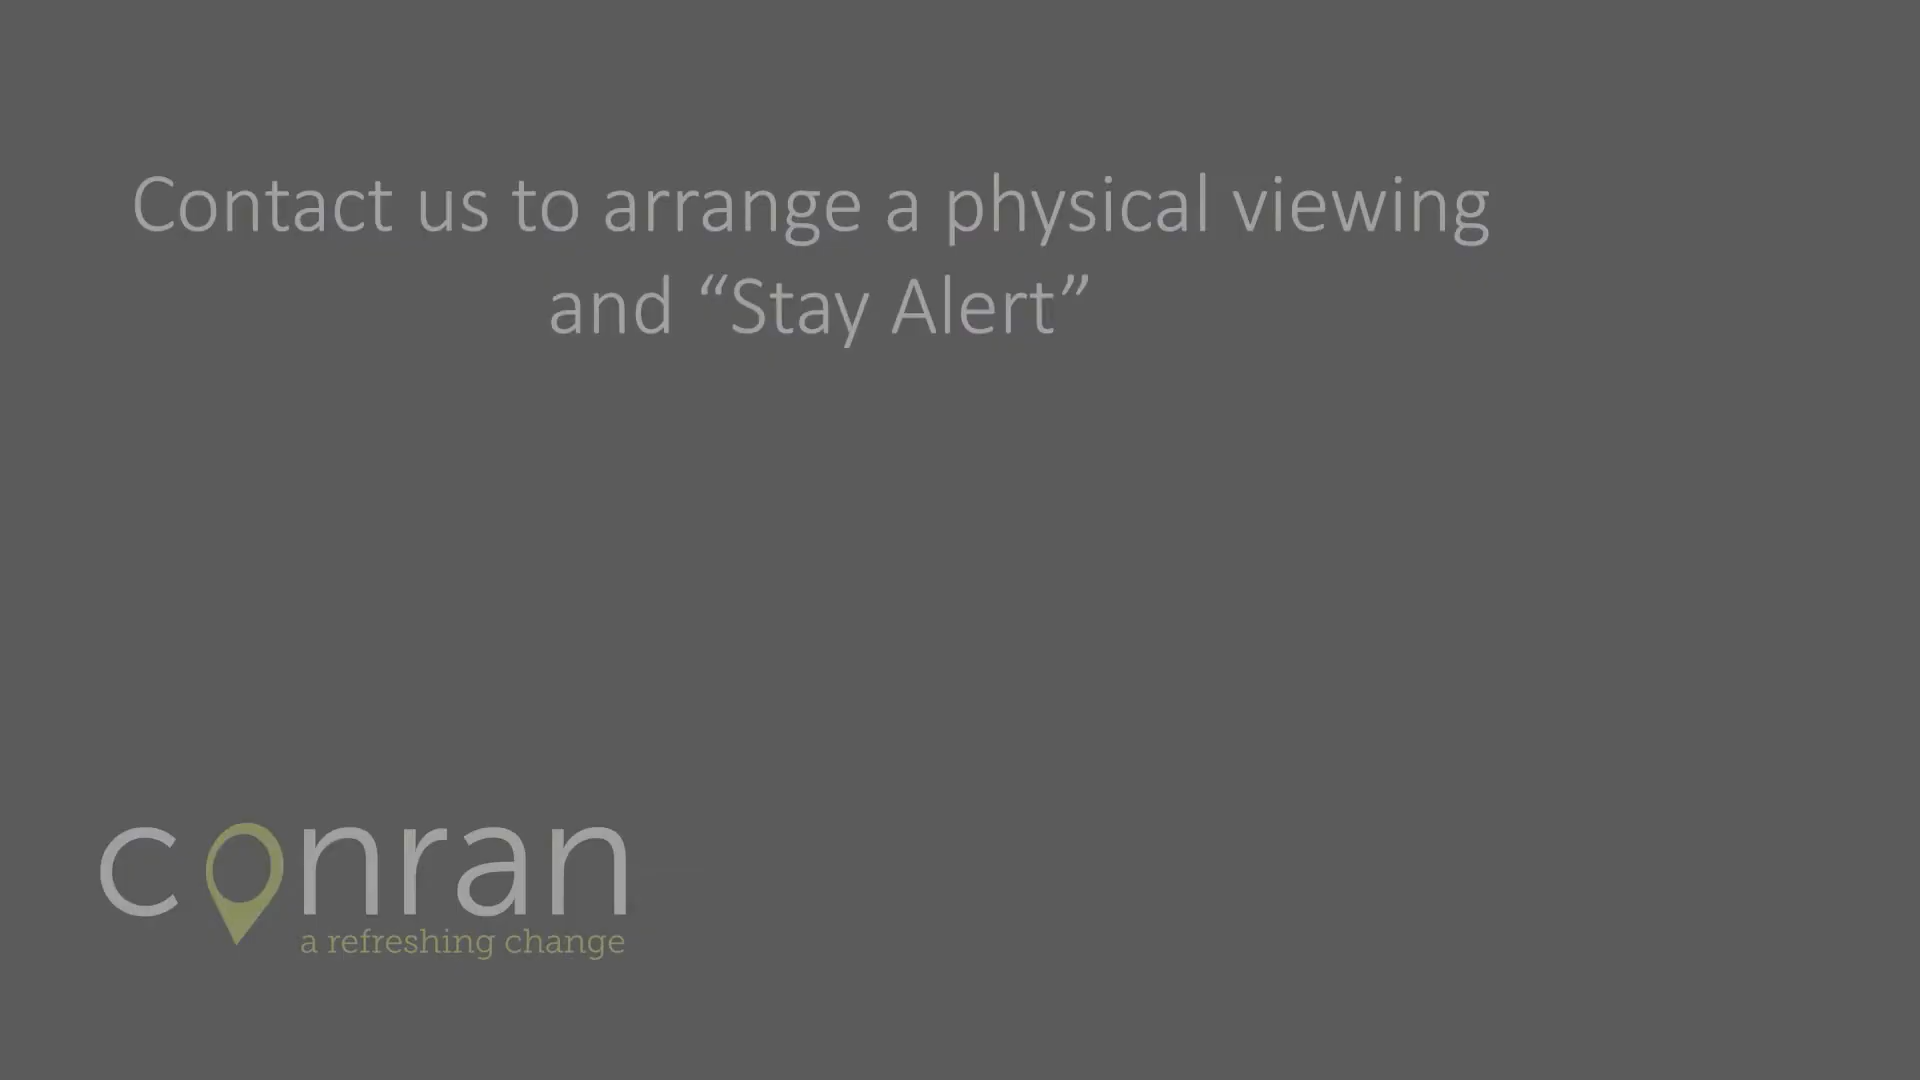 Contact us to arrange a physical viewing
and “Stay Alert”
conran
a refreshing change